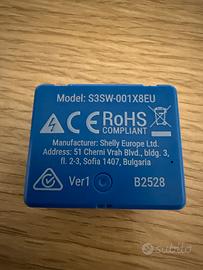 Model: S3SW-001X8EU
CE RoHS
COMPLIANT
Manufacturer: Shelly Europe Ltd.
Address: 51 Cherni Vrah Blvd., bldg. 3,
fl. 2-3, Sofia 1407, Bulgaria
Ver1 B2528
subito